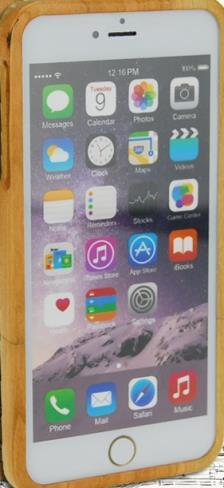 12:16 PM 100%
Tuesday
9
Messages Calendar Photos Camera
Weather Clock Maps Videos
Notes Reminders Stocks Game Center
Newsstand iTunes Store App Store iBooks
Health Settings
Phone Mail Safari Music